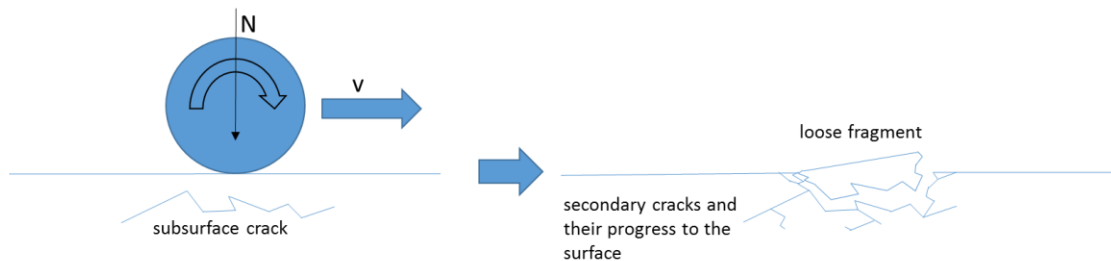 N
v
subsurface crack
loose fragment
secondary cracks and
their progress to the
surface